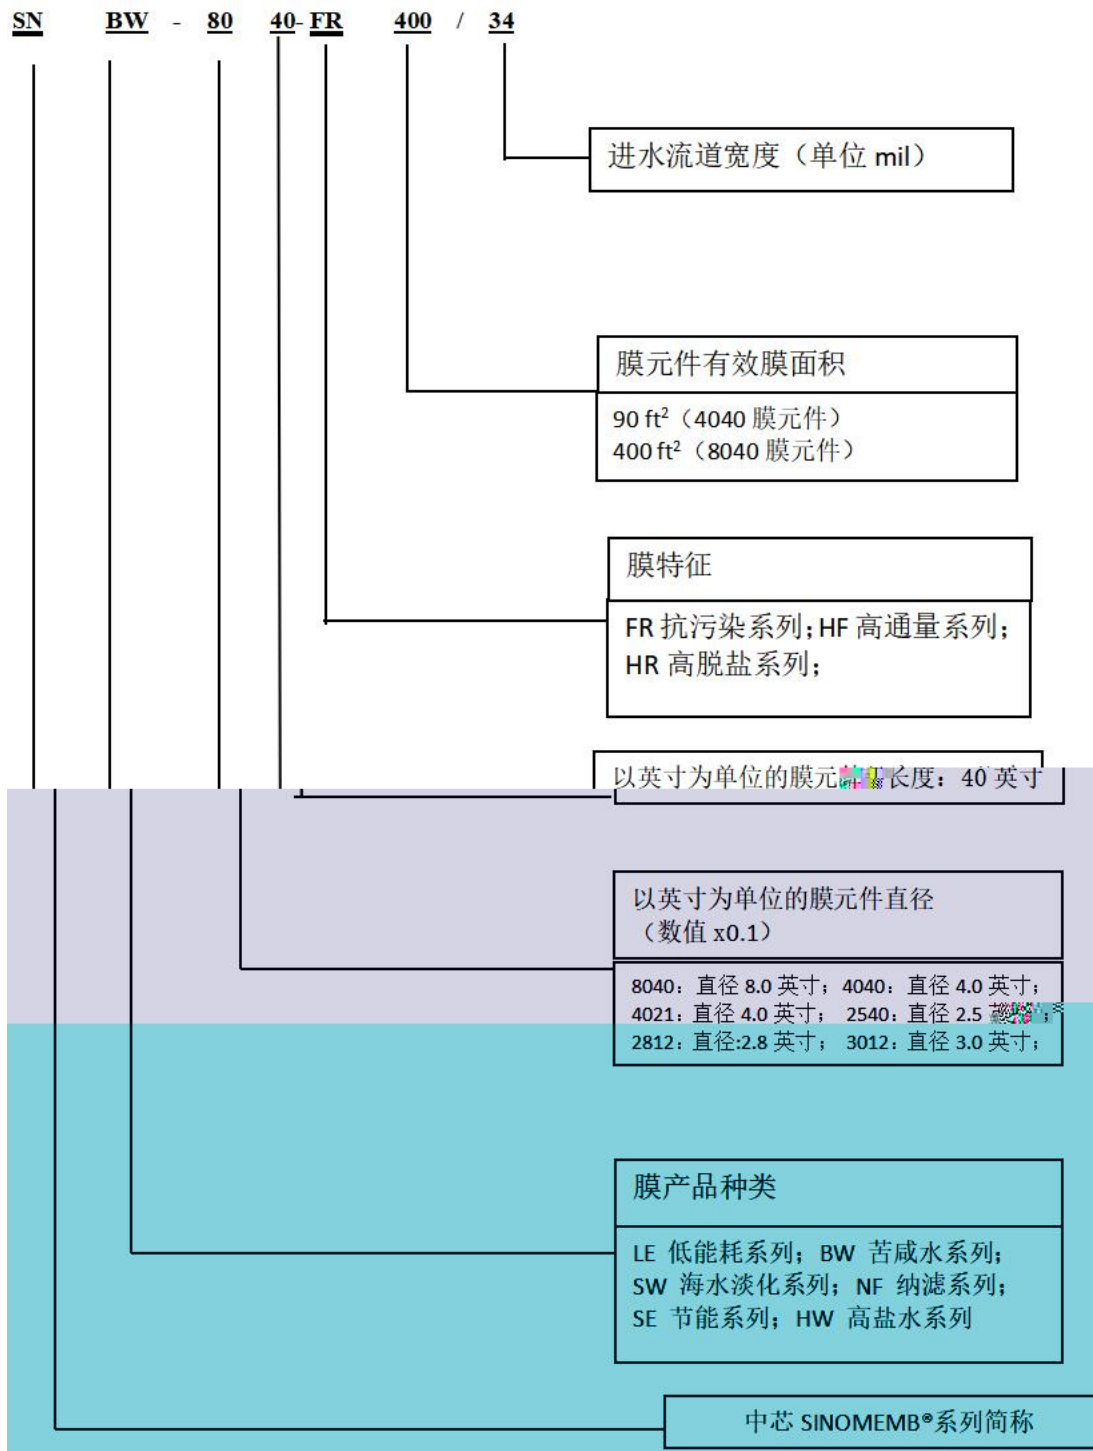 SN BW - 80 40- FR 400 / 34
进水流道宽度（单位 mil）
膜元件有效膜面积
90 ft²（4040 膜元件）
400 ft²（8040 膜元件）
膜特征
FR 抗污染系列；HF 高通量系列；
HR 高脱盐系列；
以英寸为单位的膜元长度：40 英寸
以英寸为单位的膜元件直径
（数值 x0.1）
8040：直径 8.0 英寸；4040：直径 4.0 英寸；
4021：直径 4.0 英寸； 2540：直径 2.5 ；
2812：直径:2.8 英寸； 3012：直径 3.0 英寸；
膜产品种类
LE 低能耗系列；BW 苦咸水系列；
SW 海水淡化系列；NF 纳滤系列；
SE 节能系列；HW 高盐水系列
中芯 SINOMEMB®系列简称